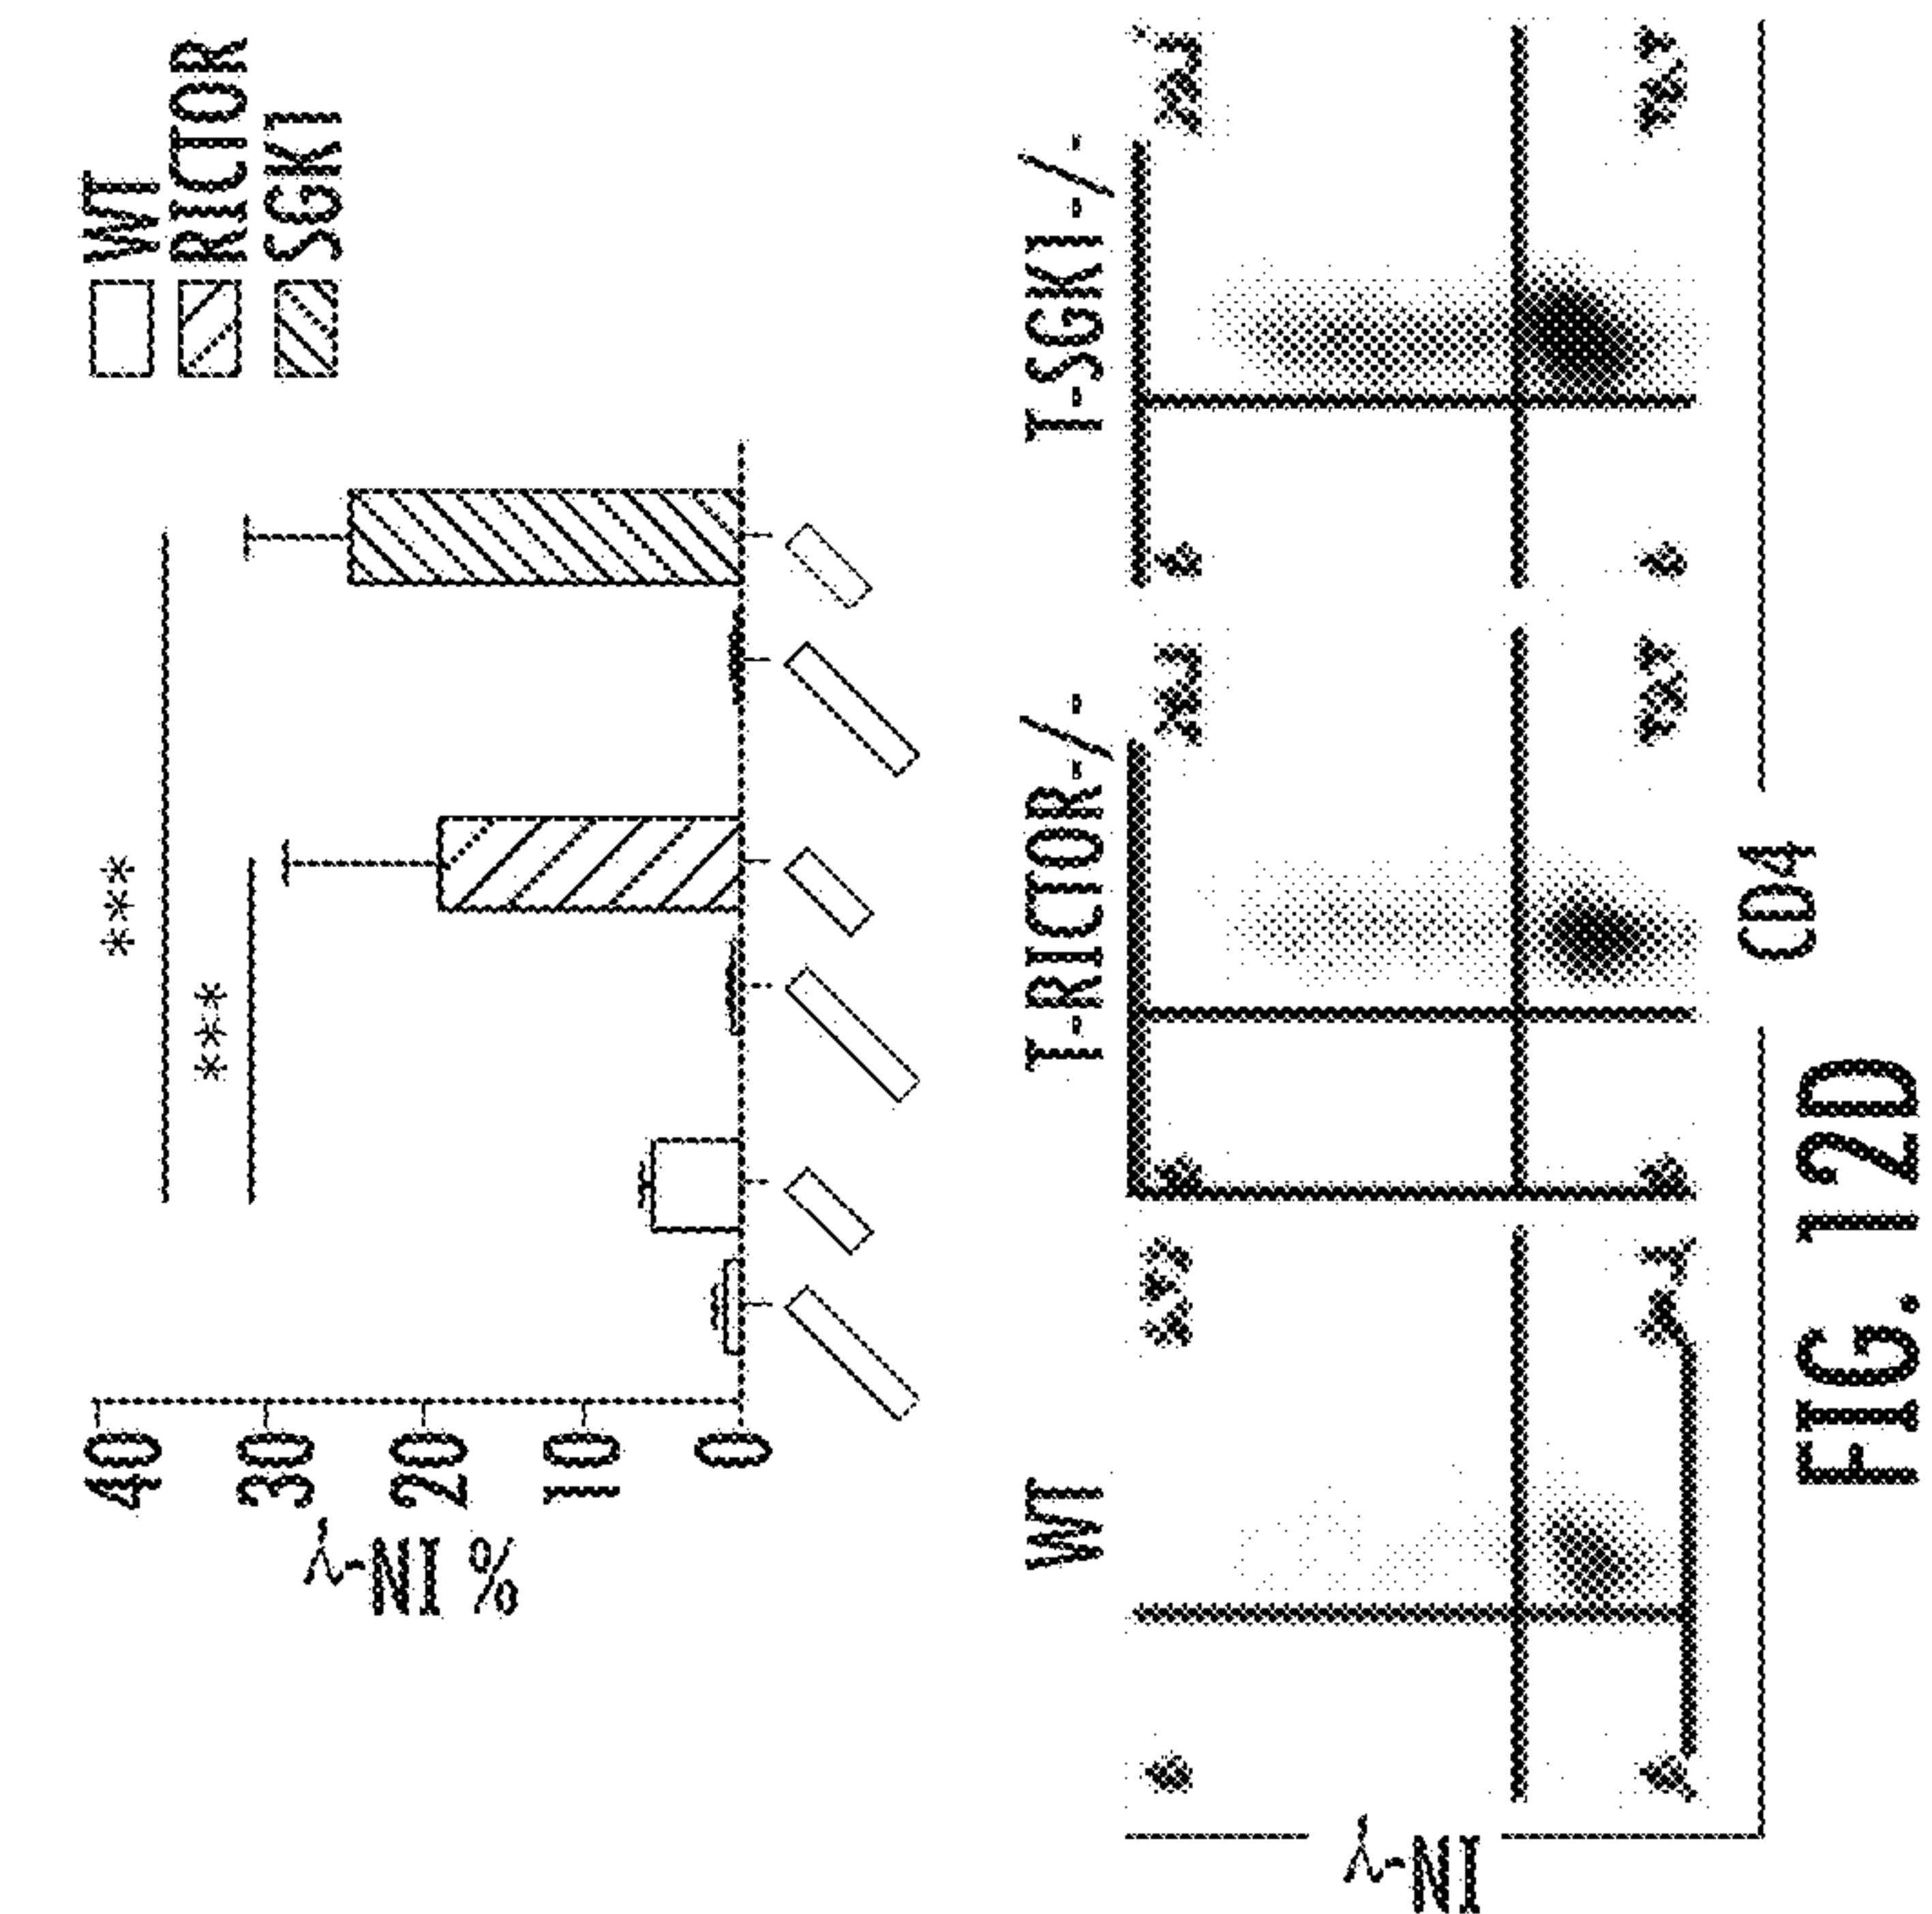 ***
***
WT
RICTOR
SGK1
40
30
20
10
0
% IN-γ
WT
T-RICTOR-/-
T-SGK1-/-
IN-γ
CD4
FIG. 12D